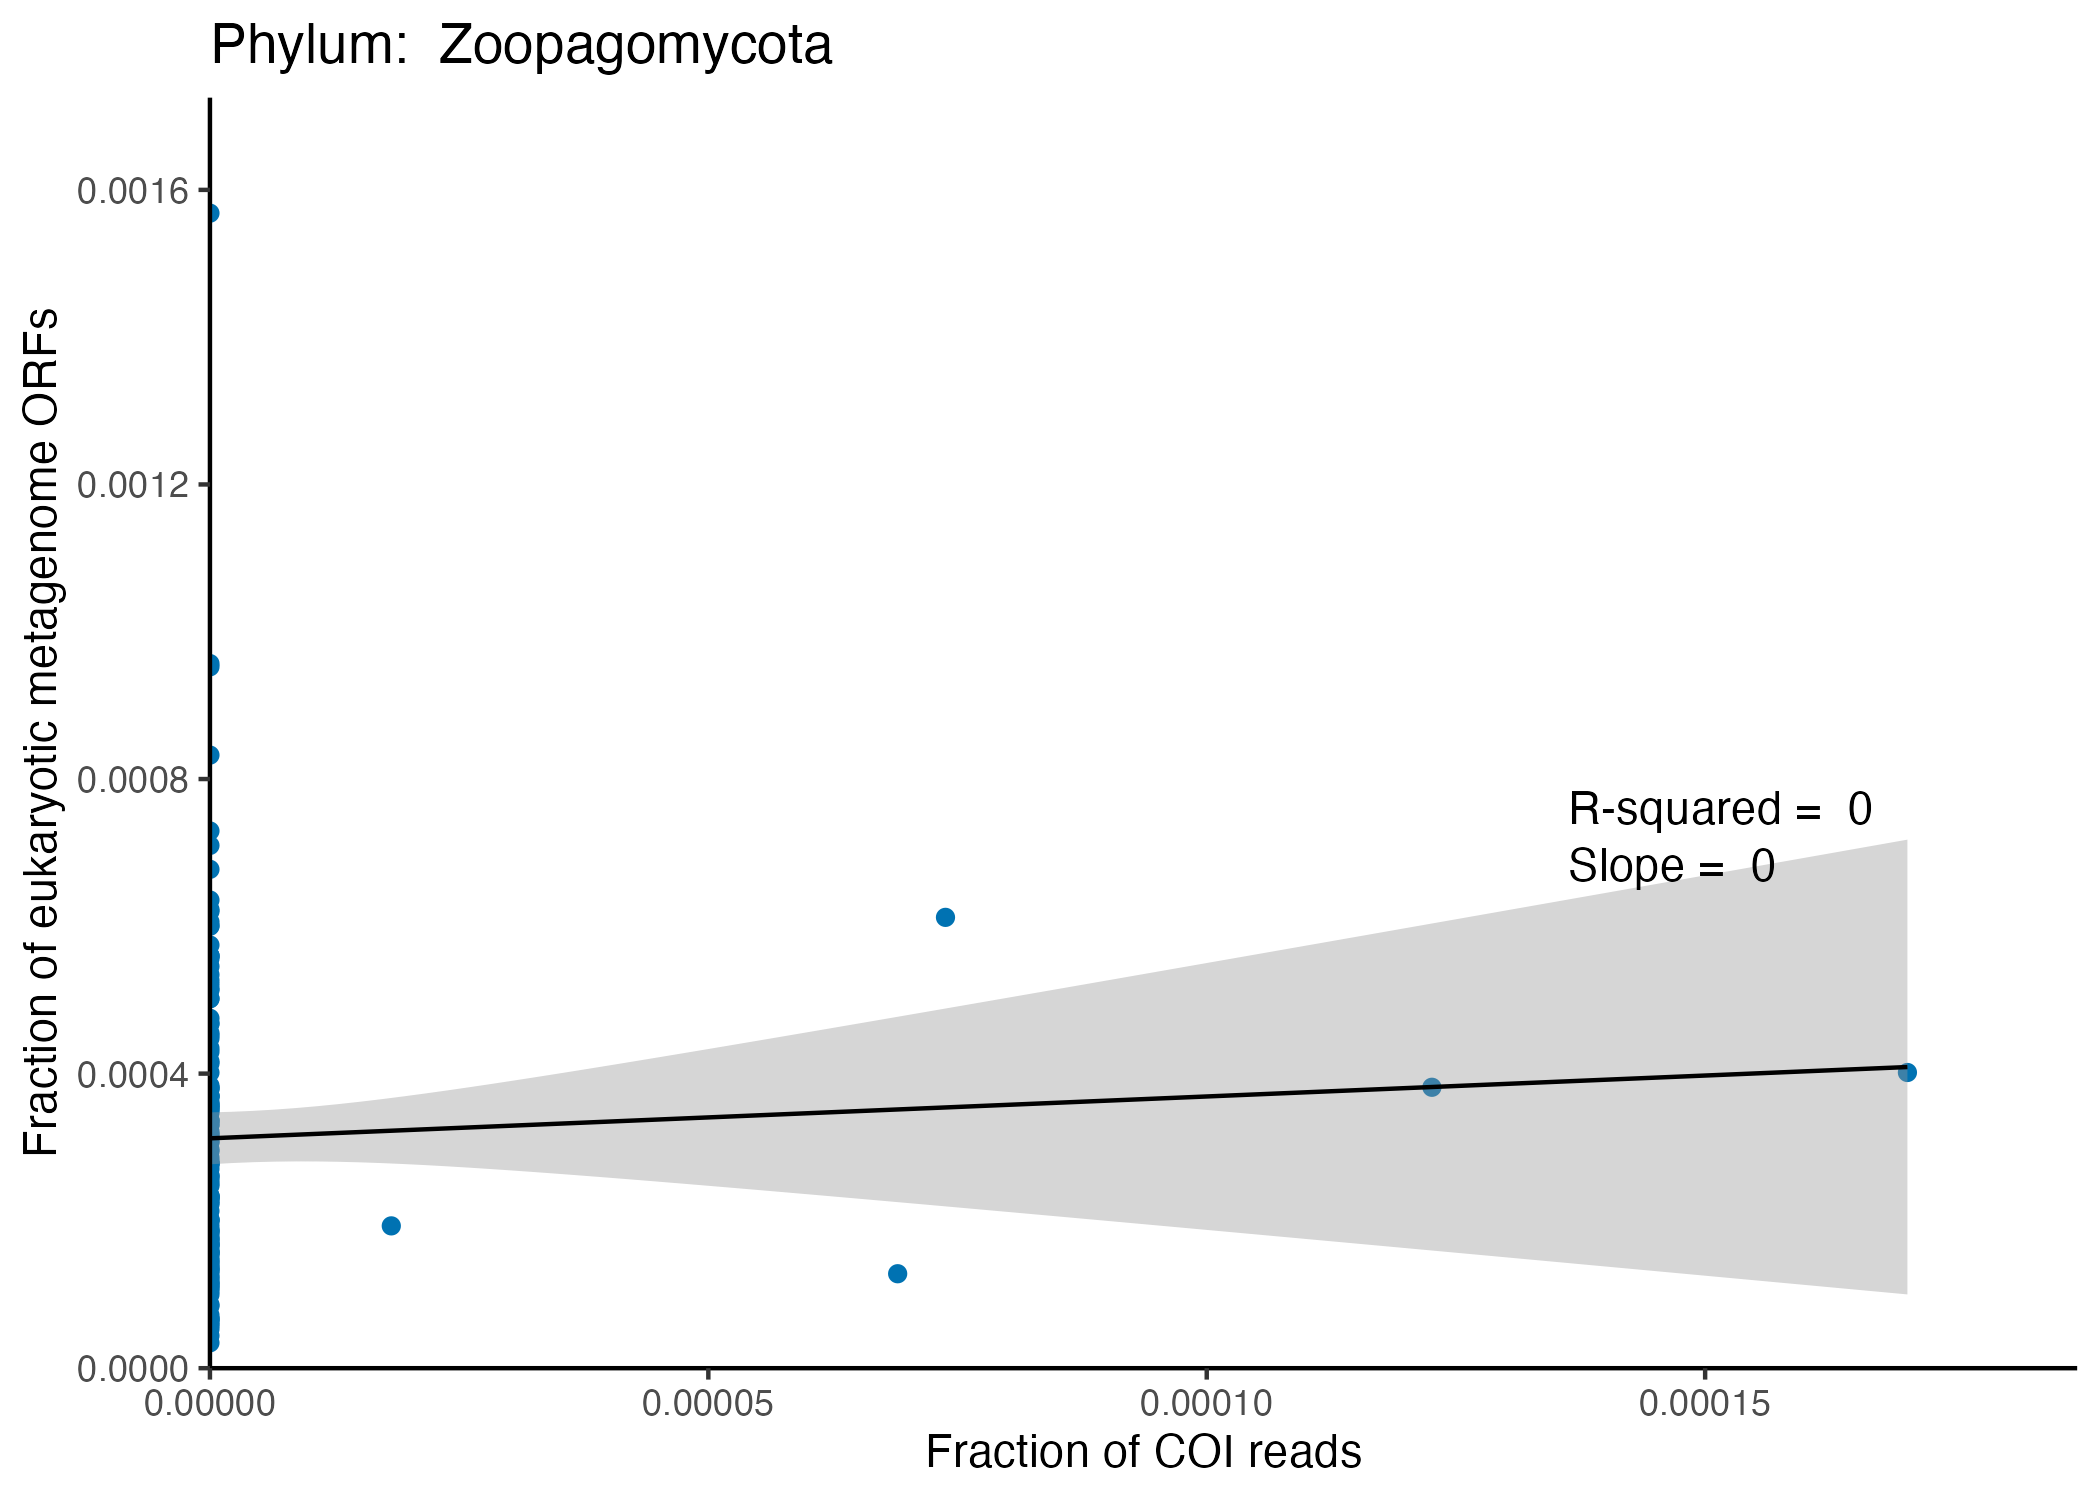 Phylum:  Zoopagomycota
Fraction of eukaryotic metagenome ORFs
0.0016
0.0012
0.0008
0.0004
0.0000
R-squared =  0
Slope =  0
0.00000
0.00005
0.00010
0.00015
Fraction of COI reads